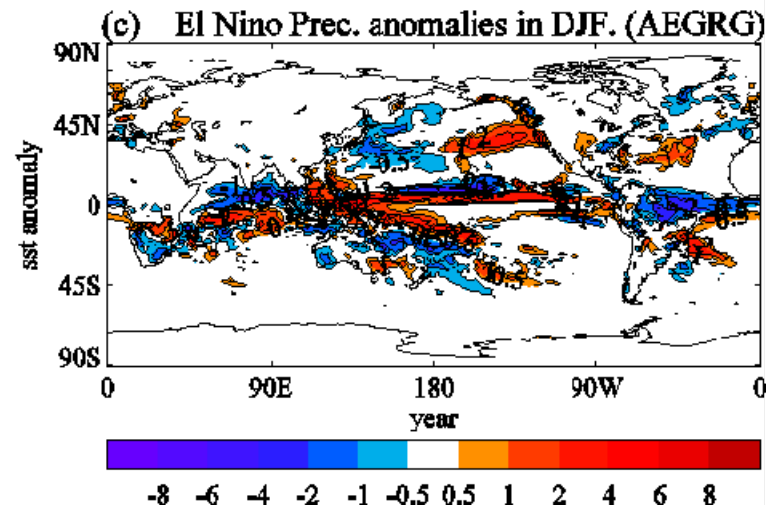 (c) El Nino Prec. anomalies in DJF. (AEGRG)
90N
45N
0
45S
90S
sst anomaly
0 90E 180 90W 0
year
-8 -6 -4 -2 -1 -0.5 0.5 1 2 4 6 8